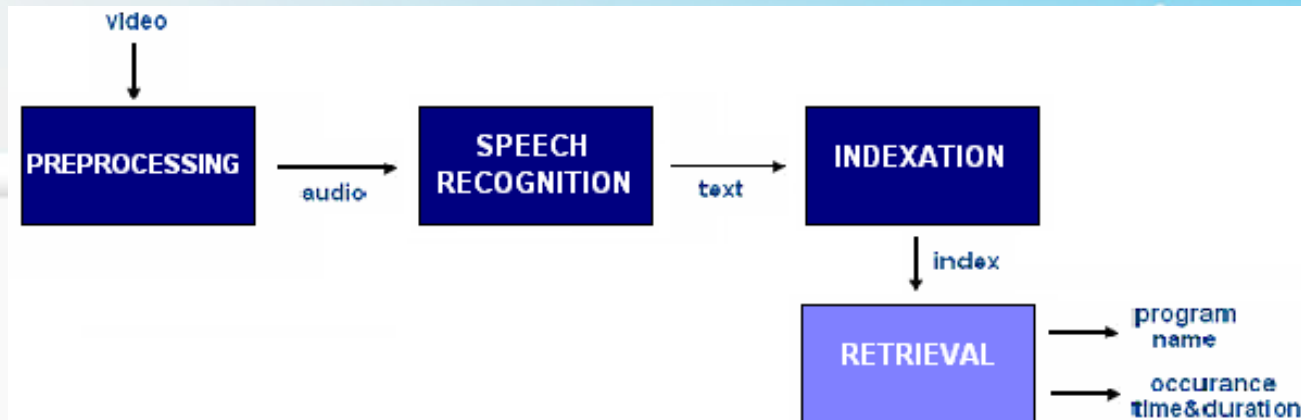 video
PREPROCESSING
audio
SPEECH
RECOGNITION
text
INDEXATION
index
RETRIEVAL
program
name
occurance
time&duration